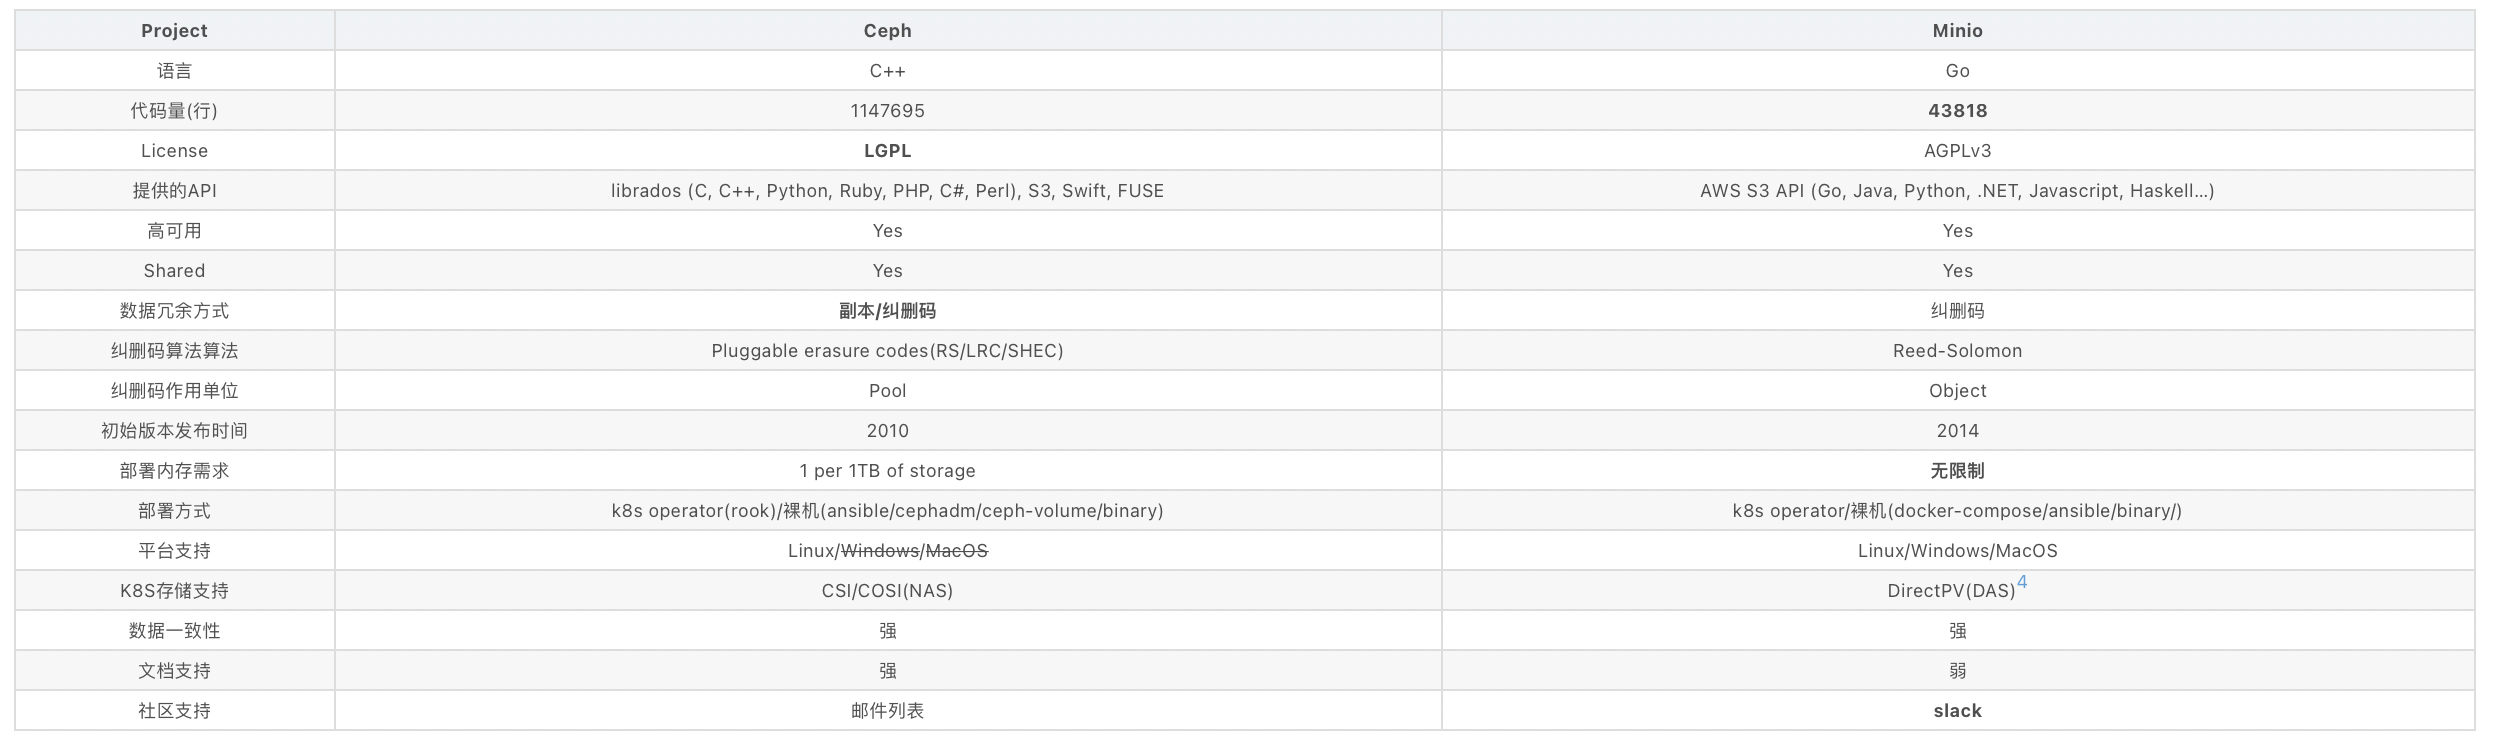 Project Ceph Minio
语言 C++ Go
代码量(行) 1147695 43818
License LGPL AGPLv3
提供的API librados (C, C++, Python, Ruby, PHP, C#, Perl), S3, Swift, FUSE AWS S3 API (Go, Java, Python, .NET, Javascript, Haskell...)
高可用 Yes Yes
Shared Yes Yes
数据冗余方式 副本/纠删码 纠删码
纠删码算法算法 Pluggable erasure codes(RS/LRC/SHEC) Reed-Solomon
纠删码作用单位 Pool Object
初始版本发布时间 2010 2014
部署内存需求 1 per 1TB of storage 无限制
部署方式 k8s operator(rook)/裸机(ansible/cephadm/ceph-volume/binary) k8s operator/裸机(docker-compose/ansible/binary/)
平台支持 Linux/Windows/MacOS Linux/Windows/MacOS
K8S存储支持 CSI/COSI(NAS) DirectPV(DAS)4
数据一致性 强 强
文档支持 强 弱
社区支持 邮件列表 slack